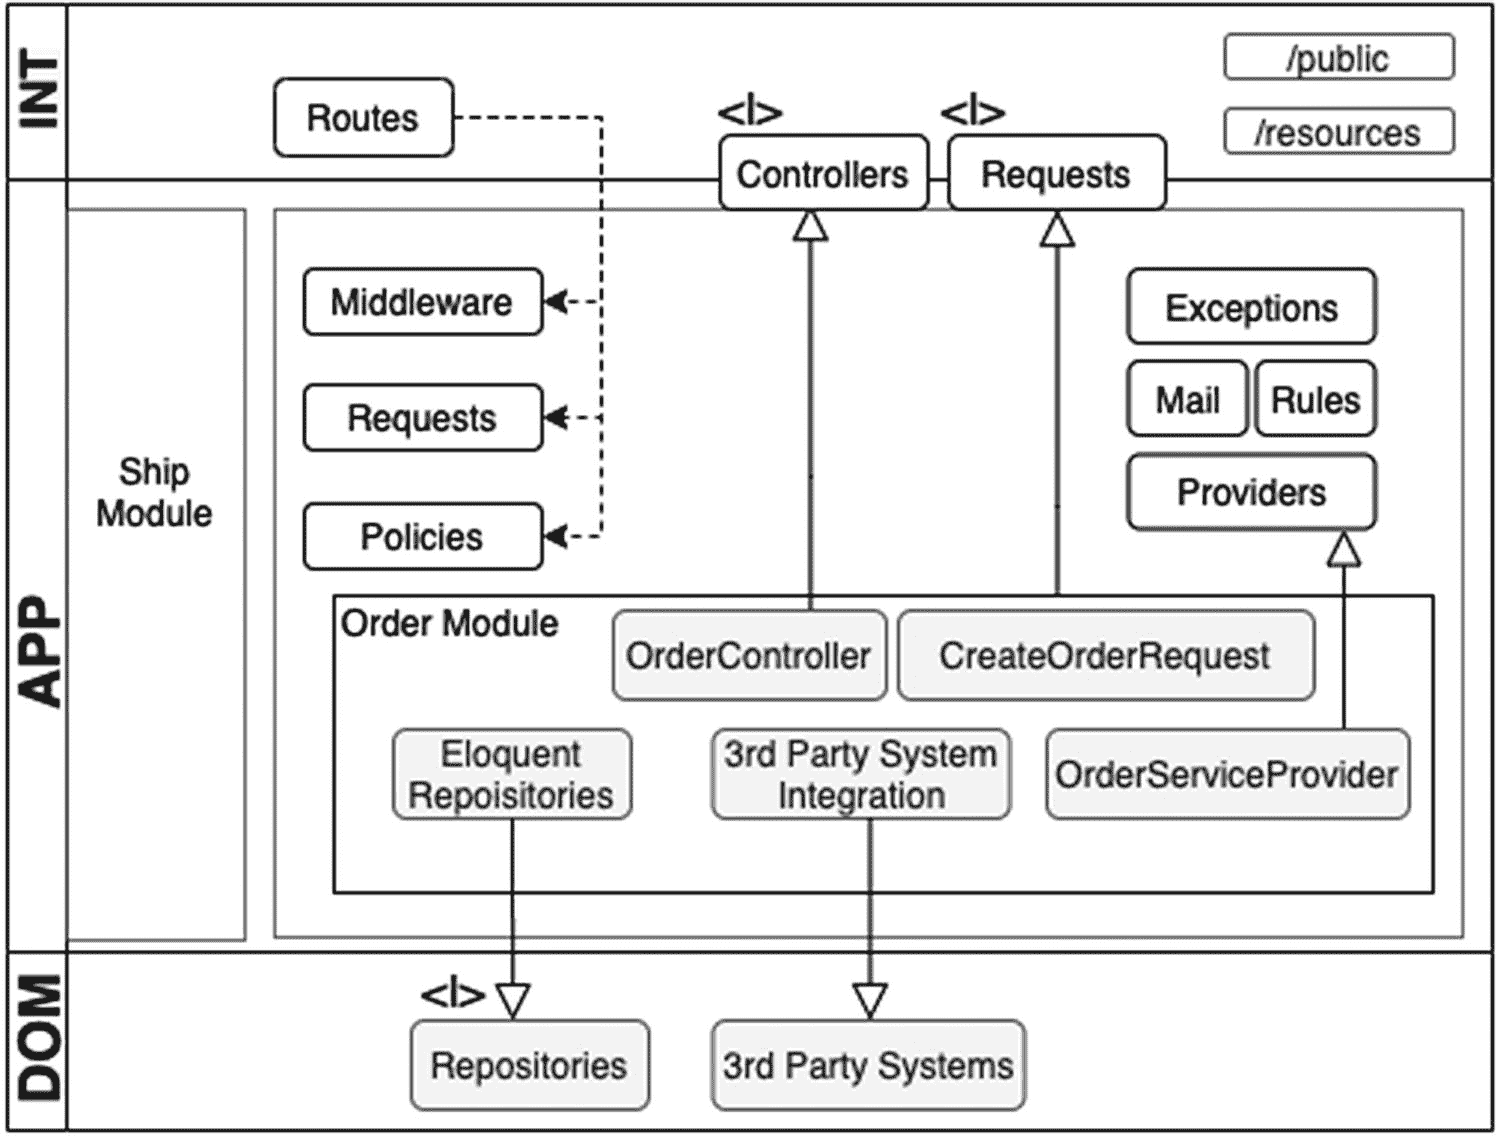 INT
/public
Routes
<I>
<I>
/resources
Controllers
Requests
APP
Ship
Module
Middleware
Requests
Policies
Exceptions
Mail
Rules
Providers
Order Module
OrderController
CreateOrderRequest
Eloquent
Repoisitories
3rd Party System
Integration
OrderServiceProvider
DOM
<I>
Repositories
3rd Party Systems